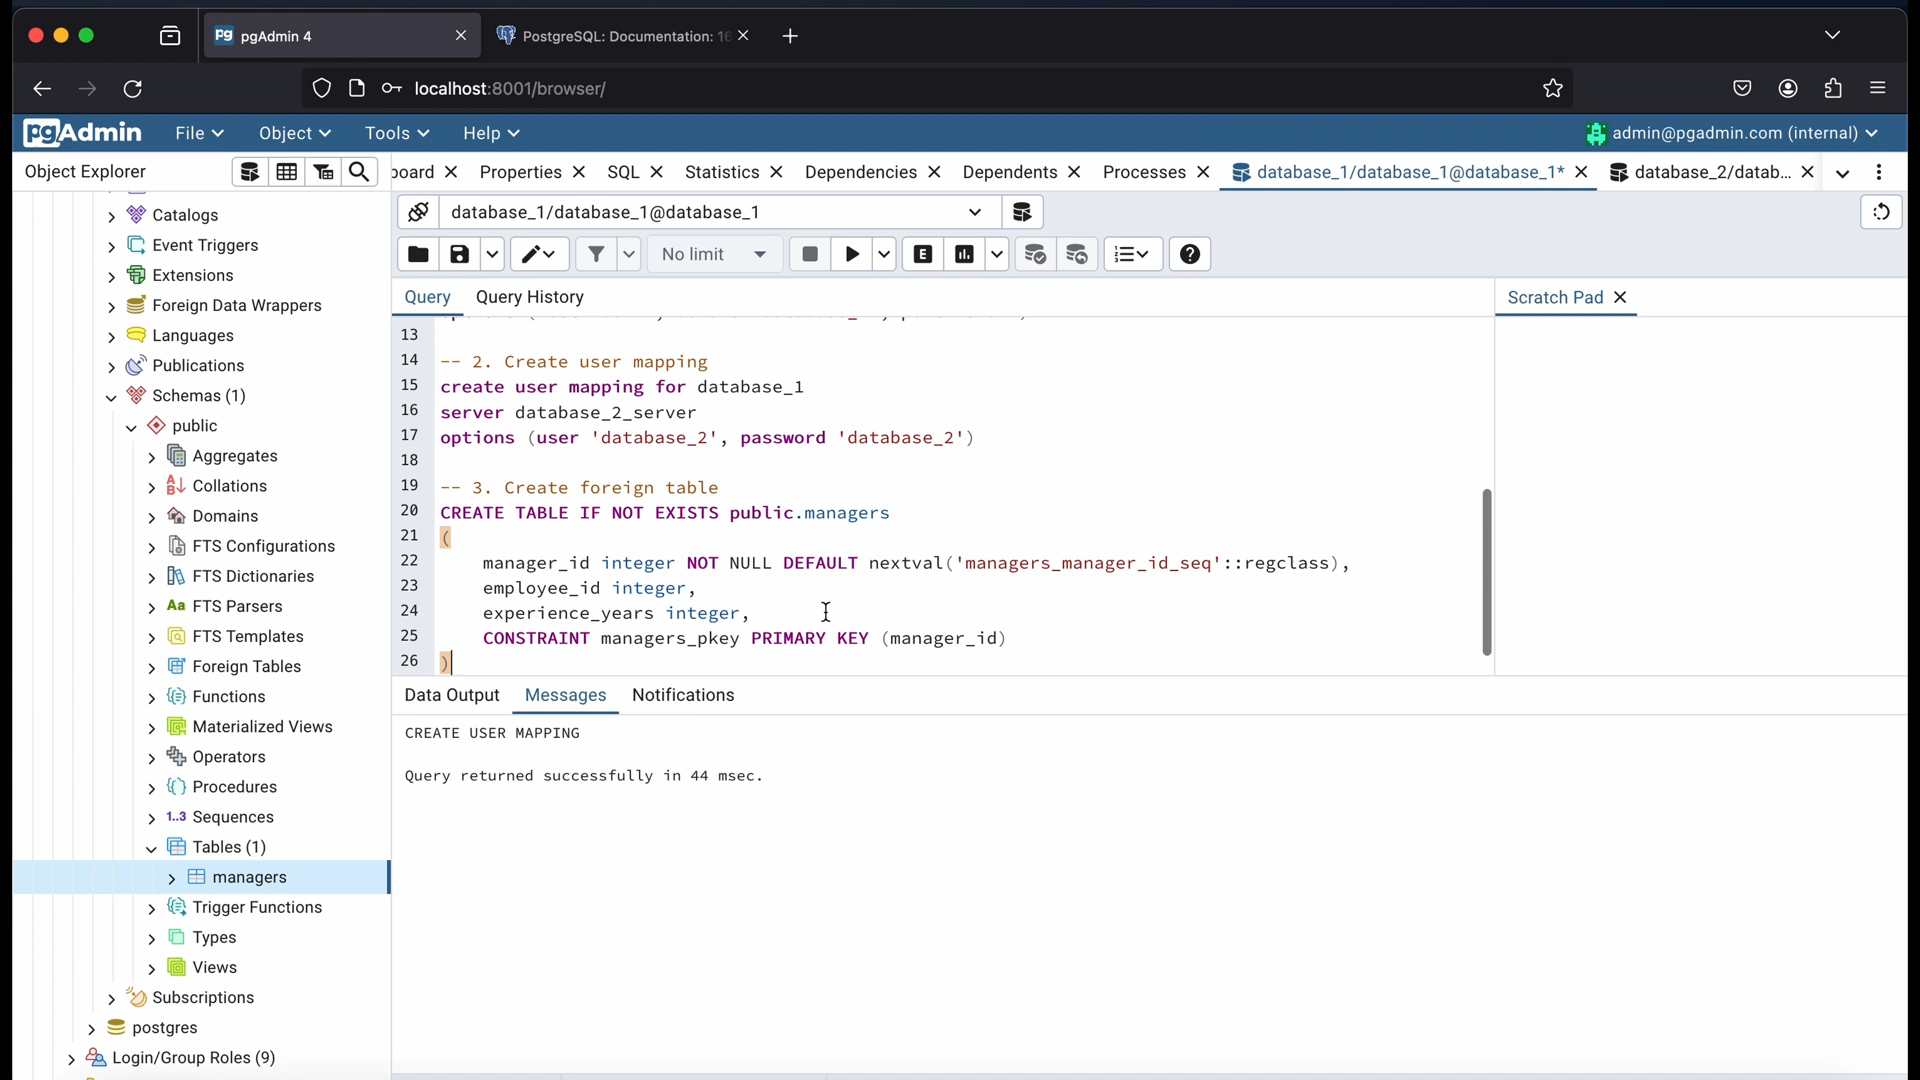 pgAdmin 4
PostgreSQL: Documentation: 16
localhost:8001/browser/
pgAdmin
File
Object
Tools
Help
admin@pgadmin.com (internal)
Object Explorer
board
Properties
SQL
Statistics
Dependencies
Dependents
Processes
database_1/database_1@database_1*
database_2/datab...
Catalogs
Event Triggers
Extensions
Foreign Data Wrappers
Languages
Publications
Schemas (1)
public
Aggregates
Collations
Domains
FTS Configurations
FTS Dictionaries
Aa FTS Parsers
FTS Templates
Foreign Tables
Functions
Materialized Views
Operators
Procedures
1..3 Sequences
Tables (1)
managers
Trigger Functions
Types
Views
Subscriptions
postgres
Login/Group Roles (9)
database_1/database_1@database_1
No limit
E
Query
Query History
Scratch Pad
13
14 -- 2. Create user mapping
15 create user mapping for database_1
16 server database_2_server
17 options (user 'database_2', password 'database_2')
18
19 -- 3. Create foreign table
20 CREATE TABLE IF NOT EXISTS public.managers
21 (
22 manager_id integer NOT NULL DEFAULT nextval('managers_manager_id_seq'::regclass),
23 employee_id integer,
24 experience_years integer,
25 CONSTRAINT managers_pkey PRIMARY KEY (manager_id)
26 )
Data Output
Messages
Notifications
CREATE USER MAPPING
Query returned successfully in 44 msec.